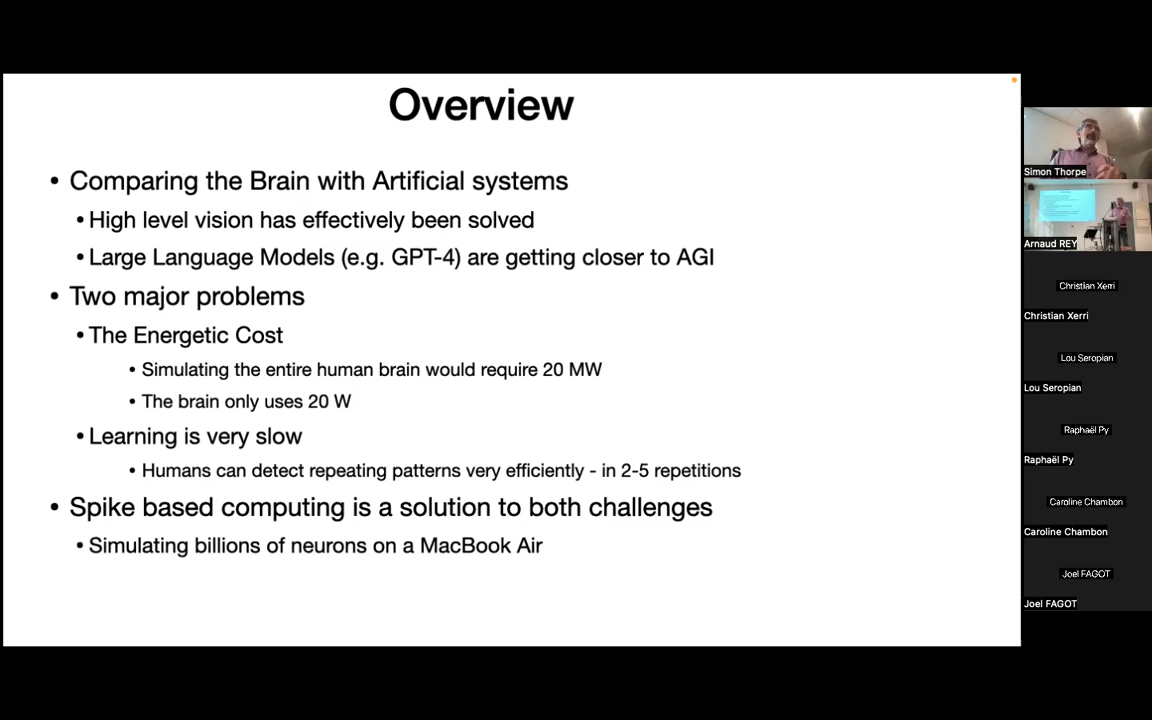 Overview
• Comparing the Brain with Artificial systems
• High level vision has effectively been solved
• Large Language Models (e.g. GPT-4) are getting closer to AGI
• Two major problems
• The Energetic Cost
• Simulating the entire human brain would require 20 MW
• The brain only uses 20 W
• Learning is very slow
• Humans can detect repeating patterns very efficiently - in 2-5 repetitions
• Spike based computing is a solution to both challenges
• Simulating billions of neurons on a MacBook Air
Simon Thorpe
Arnaud REY
Christian Xerri
Christian Xerri
Lou Seropian
Lou Seropian
Raphaël Py
Raphaël Py
Caroline Chambon
Caroline Chambon
Joel FAGOT
Joel FAGOT